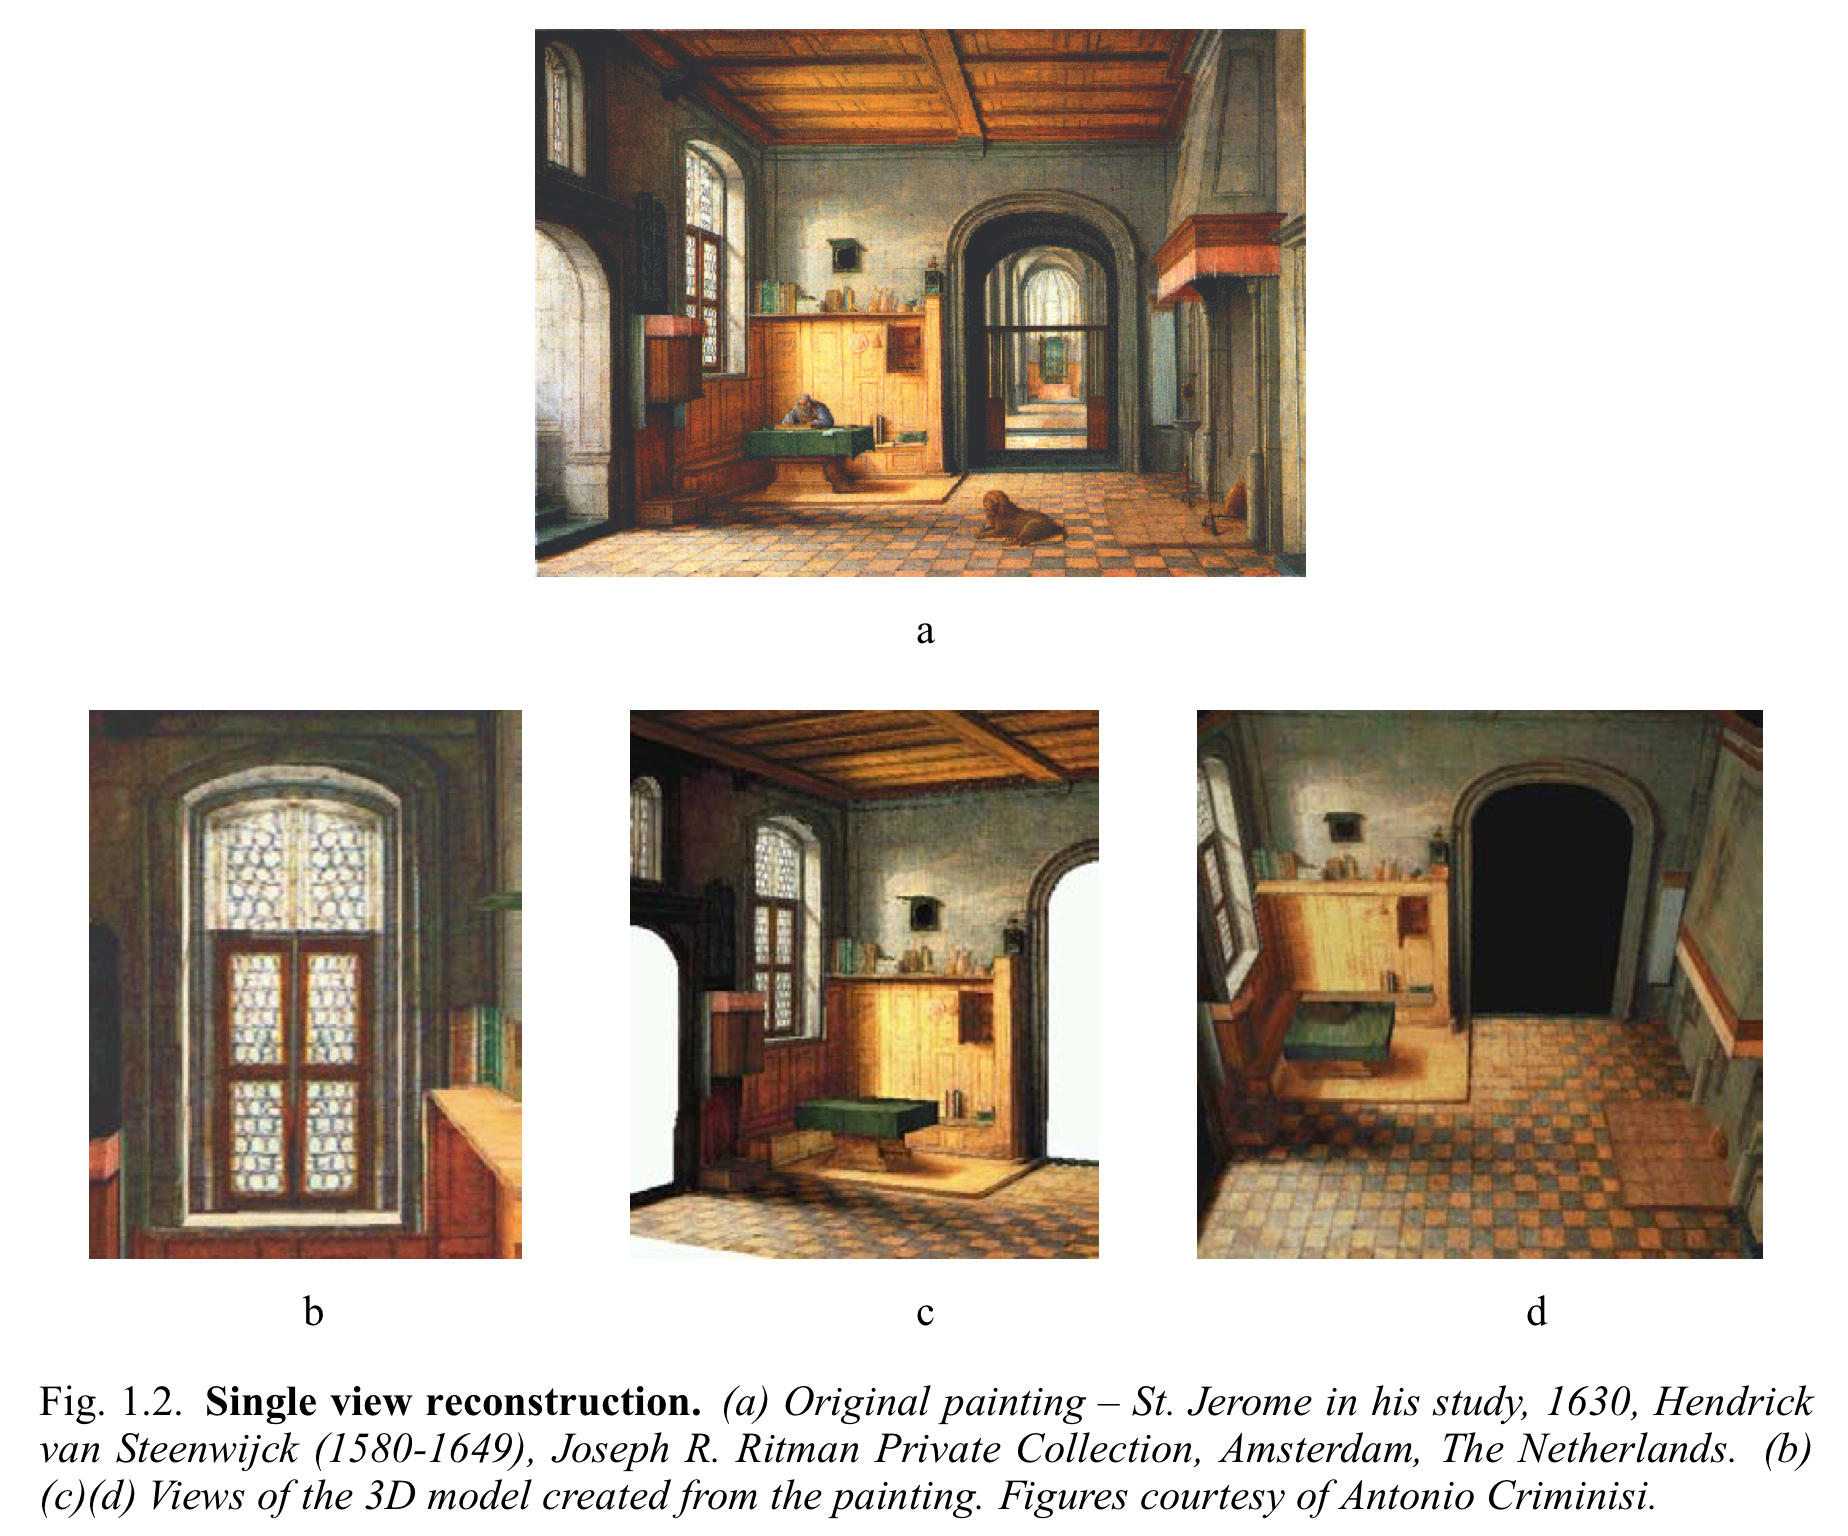 a
b
c
d
Fig. 1.2. Single view reconstruction. (a) Original painting – St. Jerome in his study, 1630, Hendrick
van Steenwijck (1580-1649), Joseph R. Ritman Private Collection, Amsterdam, The Netherlands. (b)
(c)(d) Views of the 3D model created from the painting. Figures courtesy of Antonio Criminisi.